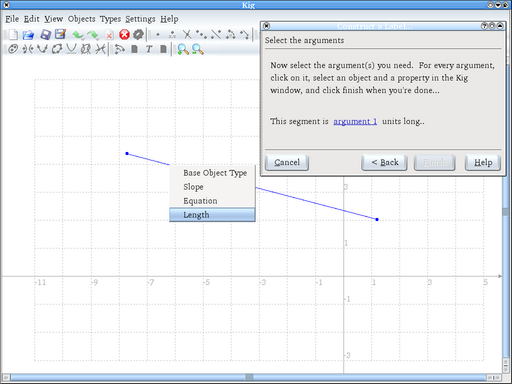 Kig
File Edit View Objects Types Settings Help
Construct a Label
Select the arguments
Now select the argument(s) you need. For every argument,
click on it, select an object and a property in the Kig
window, and click finish when you're done...
This segment is argument 1 units long..
Cancel
< Back
Finish
Help
Base Object Type
Slope
Equation
Length
2
1
-11 -9 -7 -5 -3 -1 1 3 5
-1
-3